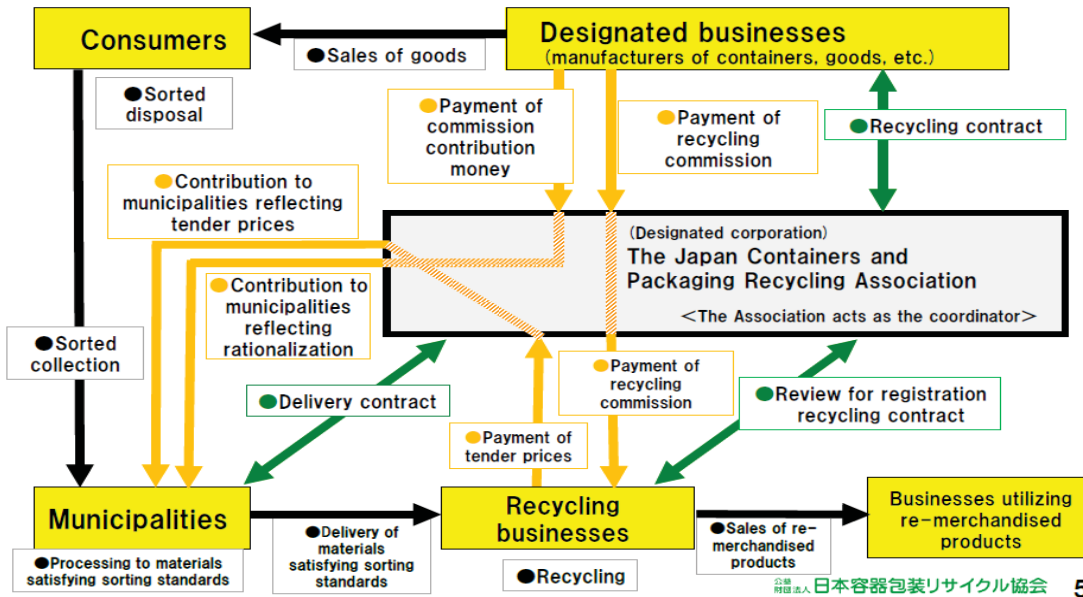 Consumers
Designated businesses
(manufacturers of containers, goods, etc.)
●Sales of goods
●Sorted
disposal
●Payment of
commission
contribution
money
●Payment of
recycling
commission
●Recycling contract
●Contribution to
municipalities reflecting
tender prices
(Designated corporation)
The Japan Containers and
Packaging Recycling Association
<The Association acts as the coordinator>
●Contribution to
municipalities
reflecting
rationalization
●Sorted
collection
●Delivery contract
●Payment of
recycling
commission
●Review for registration
recycling contract
●Payment of
tender prices
Municipalities
●Processing to materials
satisfying sorting standards
●Delivery of
materials
satisfying sorting
standards
Recycling
businesses
●Recycling
●Sales of re-
merchandised
products
Businesses utilizing
re-merchandised
products
公益
財団法人 日本容器包装リサイクル協会
5